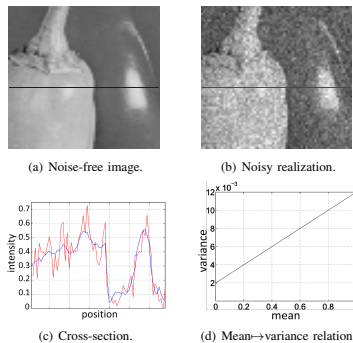 (a) Noise-free image.
(b) Noisy realization.
0.7
0.6
0.5
0.4
0.3
0.2
0.1
0
intensity
position
(c) Cross-section.
12 × 10⁻³
10
8
6
4
2
0 0.2 0.4 0.6 0.8
variance
mean
(d) Mean↦variance relation